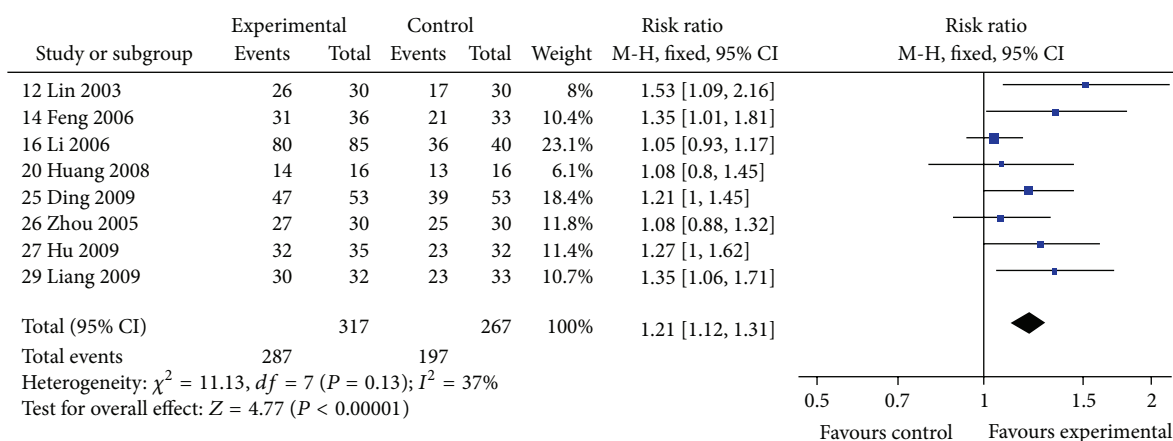 Experimental Control Risk ratio Risk ratio
Study or subgroup Events Total Events Total Weight M-H, fixed, 95% CI M-H, fixed, 95% CI
12 Lin 2003 26 30 17 30 8% 1.53 [1.09, 2.16]
14 Feng 2006 31 36 21 33 10.4% 1.35 [1.01, 1.81]
16 Li 2006 80 85 36 40 23.1% 1.05 [0.93, 1.17]
20 Huang 2008 14 16 13 16 6.1% 1.08 [0.8, 1.45]
25 Ding 2009 47 53 39 53 18.4% 1.21 [1, 1.45]
26 Zhou 2005 27 30 25 30 11.8% 1.08 [0.88, 1.32]
27 Hu 2009 32 35 23 32 11.4% 1.27 [1, 1.62]
29 Liang 2009 30 32 23 33 10.7% 1.35 [1.06, 1.71]
Total (95% CI) 317 267 100% 1.21 [1.12, 1.31]
Total events 287 197
Heterogeneity: χ² = 11.13, df = 7 (P = 0.13); I² = 37%
Test for overall effect: Z = 4.77 (P < 0.00001)
0.5 0.7 1 1.5 2
Favours control Favours experimental